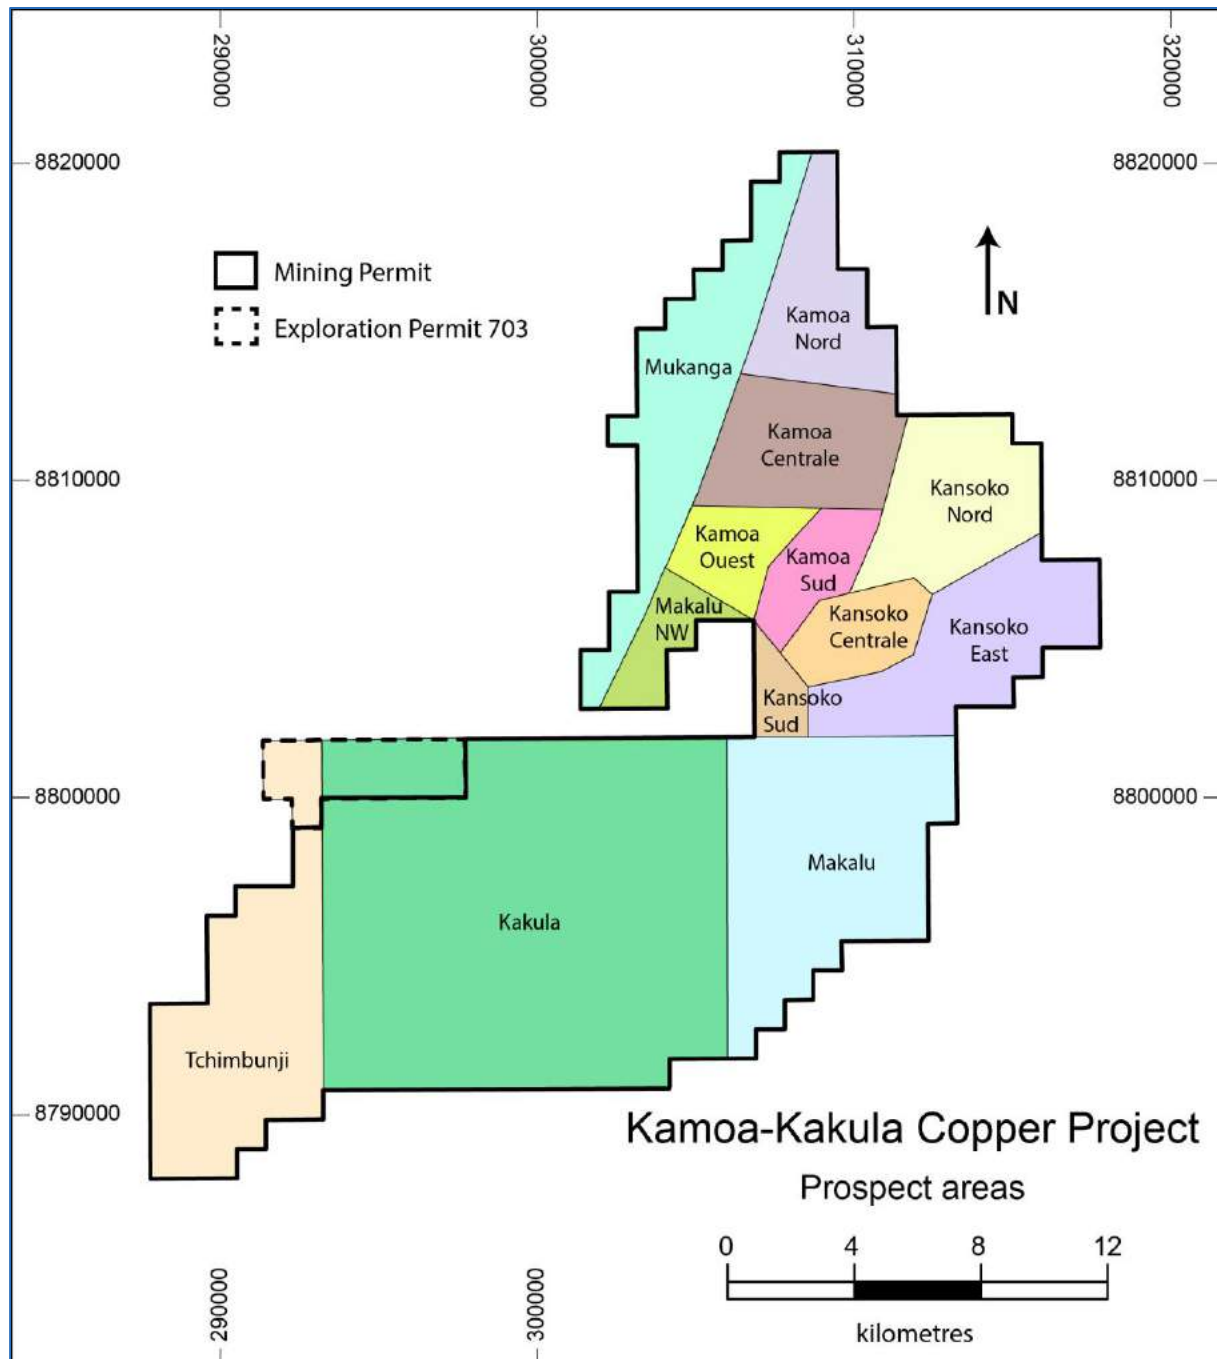 290000
300000
310000
320000
8820000
8820000
Mining Permit
Exploration Permit 703
N
Kamoa
Nord
Mukanga
Kamoa
Centrale
8810000
8810000
Kansoko
Nord
Kamoa
Ouest
Kamoa
Sud
Makalu
NW
Kansoko
Centrale
Kansoko
East
Kansoko
Sud
8800000
8800000
Makalu
Kakula
Tchimbunji
8790000
Kamoa-Kakula Copper Project
Prospect areas
0 4 8 12
kilometres
290000
300000